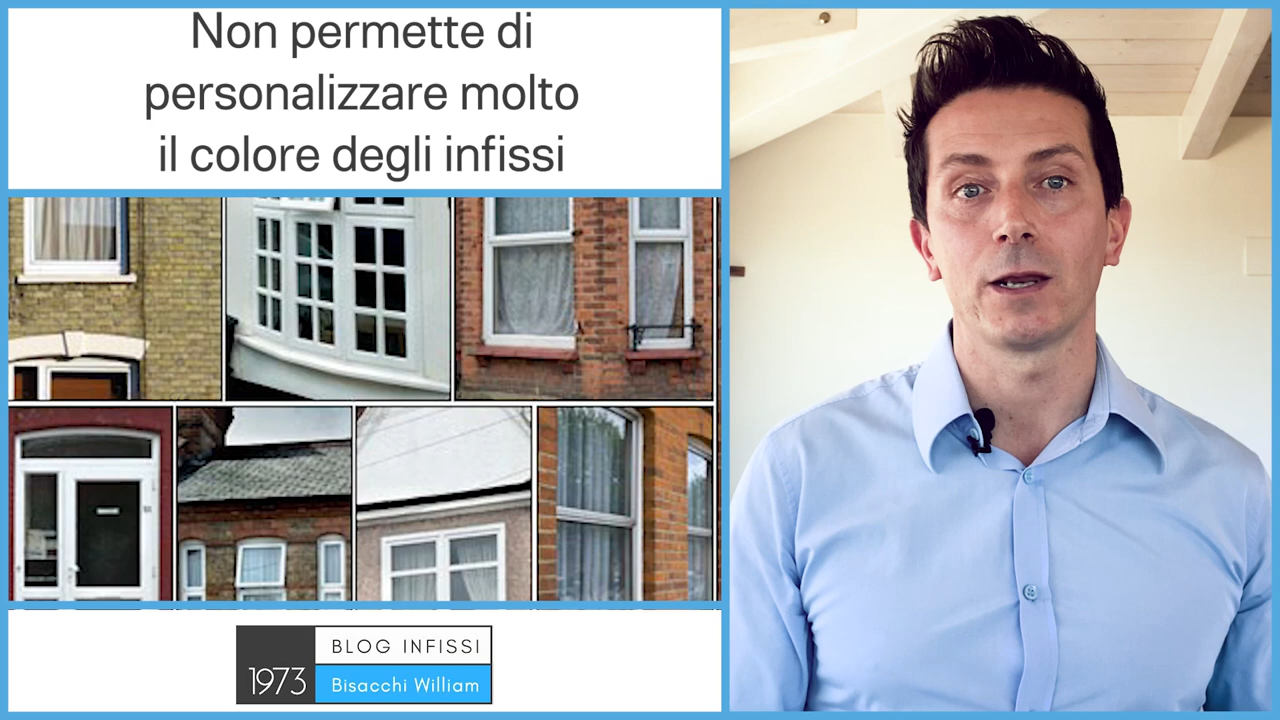 Non permette di
personalizzare molto
il colore degli infissi
1973
BLOG INFISSI
Bisacchi William